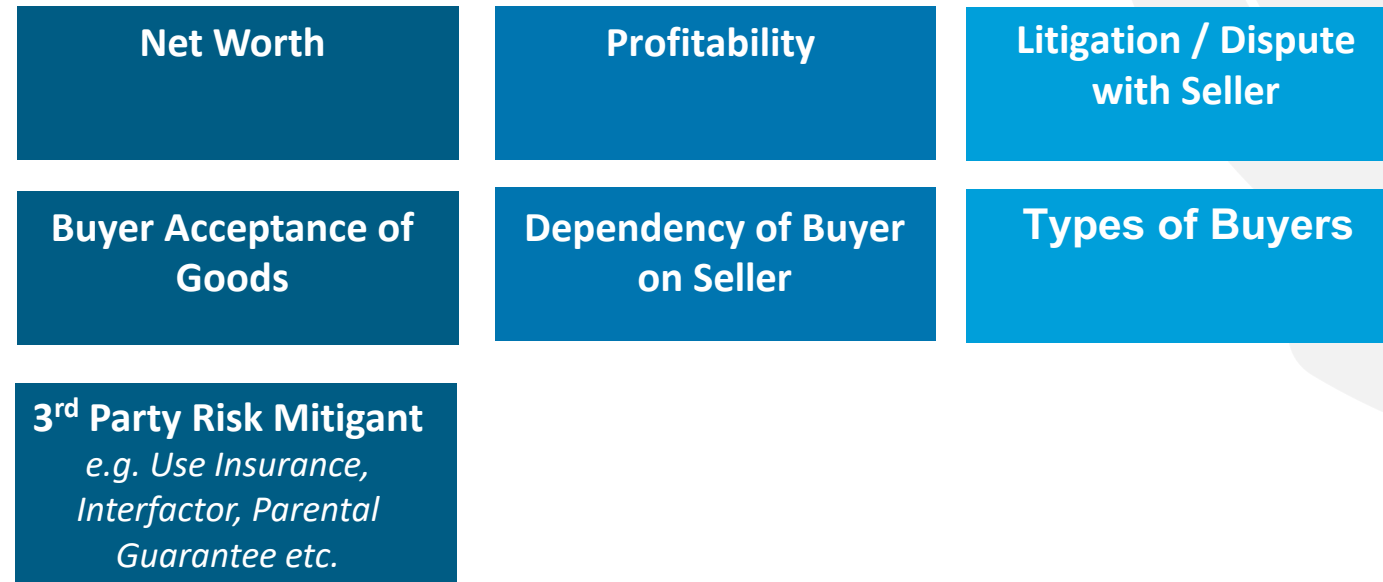 Net Worth
Profitability
Litigation / Dispute
with Seller
Buyer Acceptance of
Goods
Dependency of Buyer
on Seller
Types of Buyers
3rd Party Risk Mitigant
e.g. Use Insurance,
Interfactor, Parental
Guarantee etc.